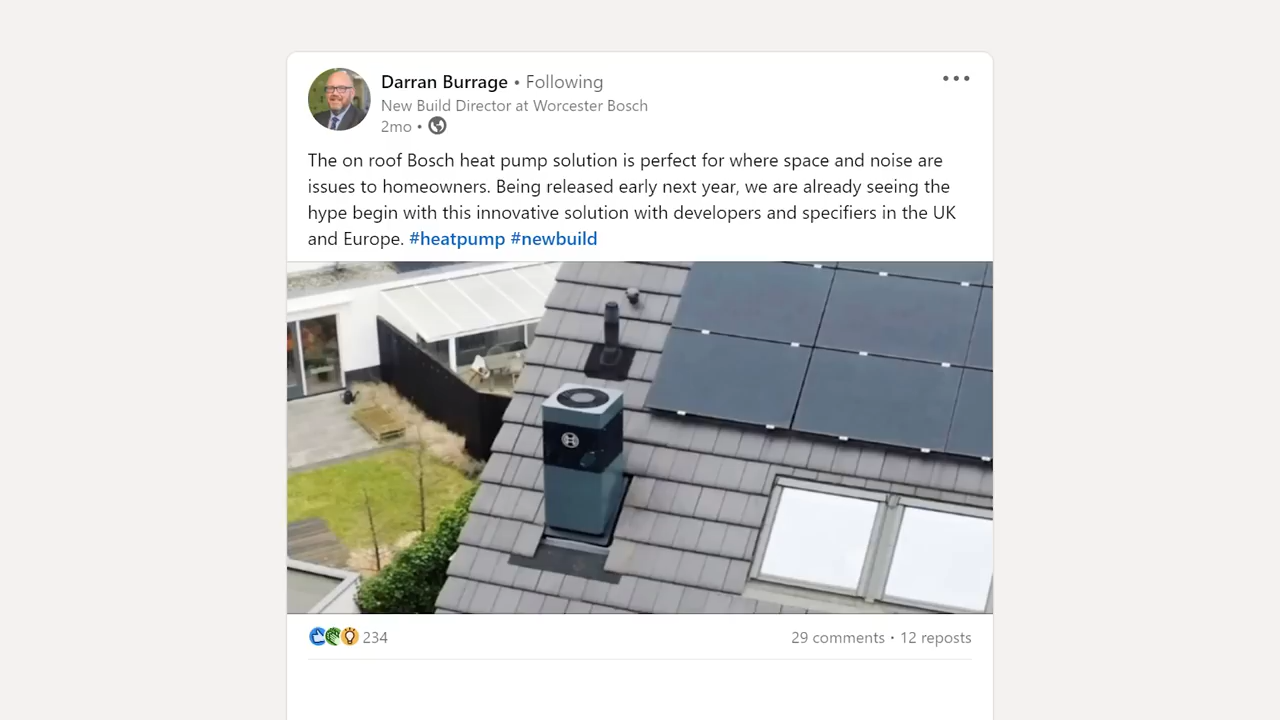 Darran Burrage • Following
New Build Director at Worcester Bosch
2mo •
The on roof Bosch heat pump solution is perfect for where space and noise are
issues to homeowners. Being released early next year, we are already seeing the
hype begin with this innovative solution with developers and specifiers in the UK
and Europe. #heatpump #newbuild
234
29 comments • 12 reposts